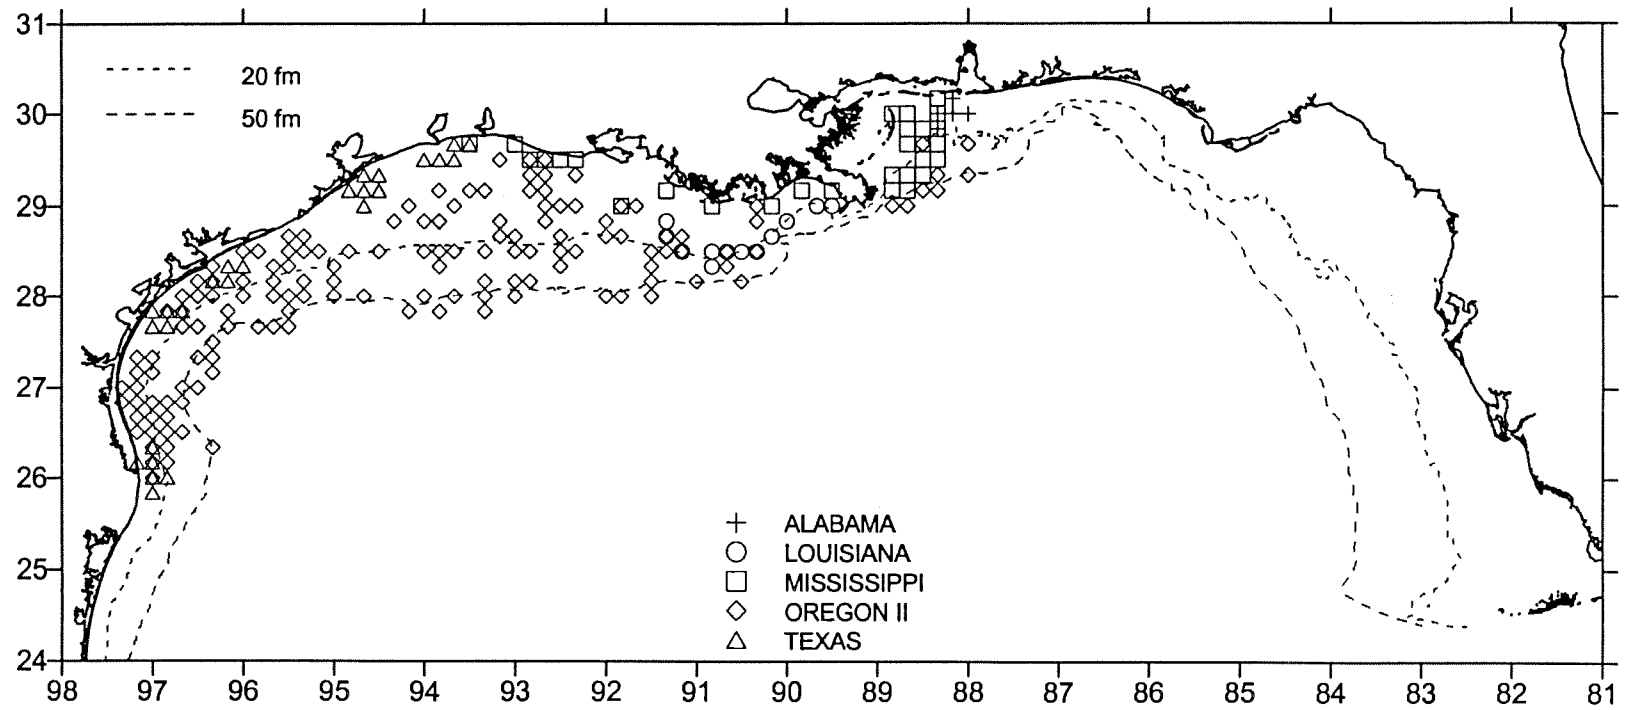 31
20 fm
30
50 fm
29
28
27
26
ALABAMA
25
LOUISIANA
MISSISSIPPI
OREGON II
TEXAS
24
98 97 96 95 94 93 92 91 90 89 88 87 86 85 84 83 82 81